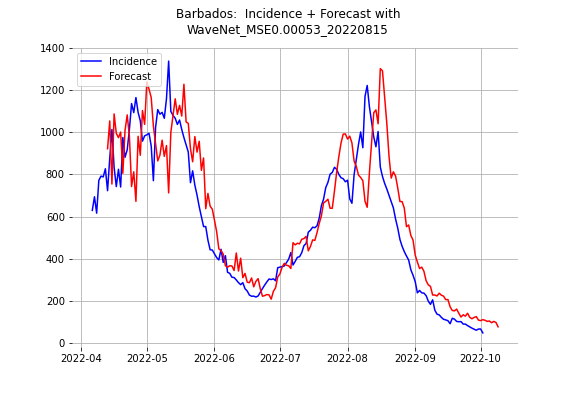 Barbados:  Incidence + Forecast with
WaveNet_MSE0.00053_20220815
Incidence
Forecast
1400
1200
1000
800
600
400
200
0
2022-04 2022-05 2022-06 2022-07 2022-08 2022-09 2022-10